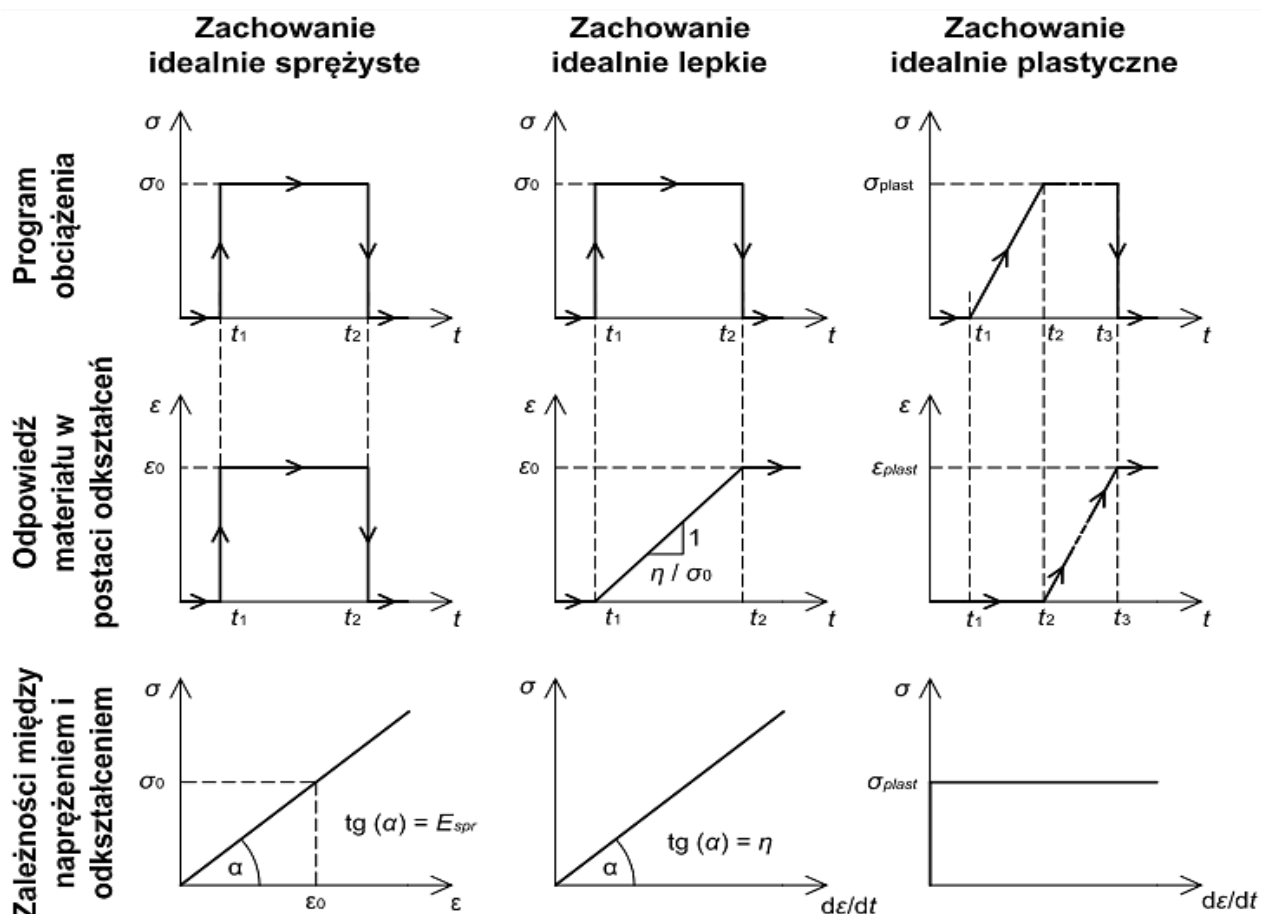 Zachowanie
idealnie sprężyste
Zachowanie
idealnie lepkie
Zachowanie
idealnie plastyczne
Program
obciążenia
σ
σ0
t1
t2
t
σ
σ0
t1
t2
t
σ
σplast
t1
t2
t3
t
Odpowiedź
materiału w
postaci odkształceń
ε
ε0
t1
t2
t
ε
ε0
1
η / σ0
t1
t2
t
ε
εplast
t1
t2
t3
t
Zależności między
naprężeniem i
odkształceniem
σ
σ0
tg (α) = Espr
α
ε0
ε
σ
tg (α) = η
α
dε/dt
σ
σplast
dε/dt